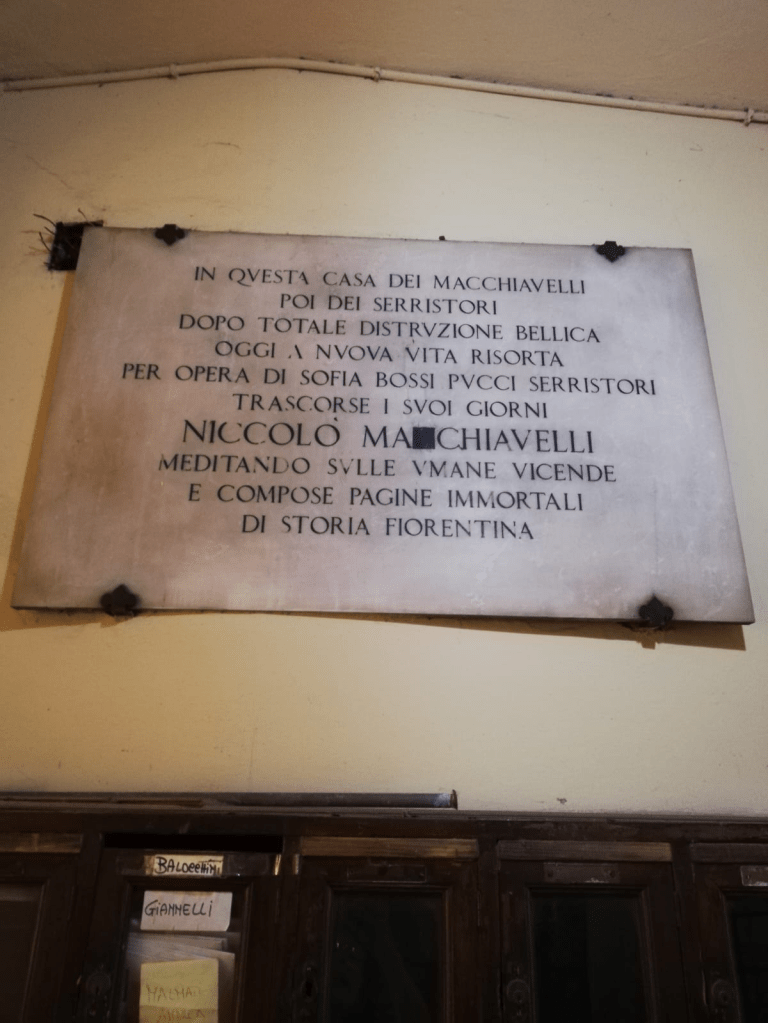 IN QVESTA CASA DEI MACCHIAVELLI
POI DEI SERRISTORI
DOPO TOTALE DISTRVZIONE BELLICA
OGGI A NVOVA VITA RISORTA
PER OPERA DI SOFIA BOSSI PVCCI SERRISTORI
TRASCORSE I SVOI GIORNI
NICCOLÒ MA■CHIAVELLI
MEDITANDO SVLLE VMANE VICENDE
E COMPOSE PAGINE IMMORTALI
DI STORIA FIORENTINA
GIANNELLI